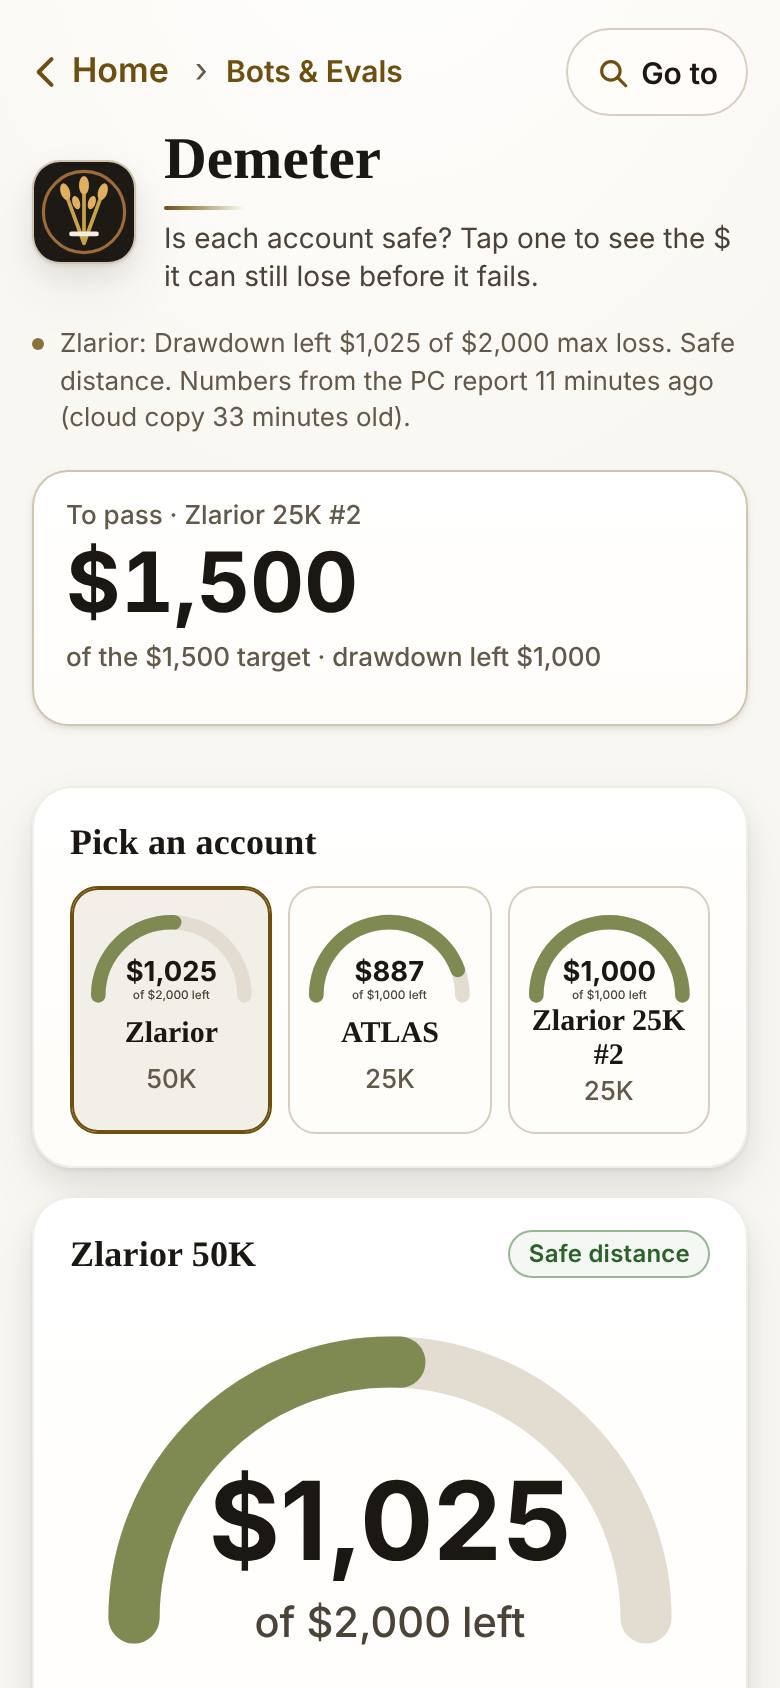 Home › Bots & Evals
Go to
Demeter
Is each account safe? Tap one to see the $
it can still lose before it fails.
Zlarior: Drawdown left $1,025 of $2,000 max loss. Safe
distance. Numbers from the PC report 11 minutes ago
(cloud copy 33 minutes old).
To pass · Zlarior 25K #2
$1,500
of the $1,500 target · drawdown left $1,000
Pick an account
$1,025
of $2,000 left
Zlarior
50K
$887
of $1,000 left
ATLAS
25K
$1,000
of $1,000 left
Zlarior 25K
#2
25K
Zlarior 50K
Safe distance
$1,025
of $2,000 left